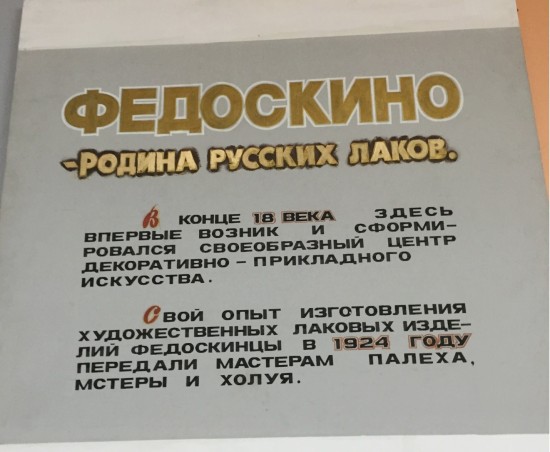 ФЕДОСКИНО
-РОДИНА РУССКИХ ЛАКОВ.
В КОНЦЕ 18 ВЕКА ЗДЕСЬ
ВПЕРВЫЕ ВОЗНИК И СФОРМИ-
РОВАЛСЯ СВОЕОБРАЗНЫЙ ЦЕНТР
ДЕКОРАТИВНО - ПРИКЛАДНОГО
ИСКУССТВА.
СВОЙ ОПЫТ ИЗГОТОВЛЕНИЯ
ХУДОЖЕСТВЕННЫХ ЛАКОВЫХ ИЗДЕ-
ЛИЙ ФЕДОСКИНЦЫ В 1924 ГОДУ
ПЕРЕДАЛИ МАСТЕРАМ ПАЛЕХА,
МСТЕРЫ И ХОЛУЯ.